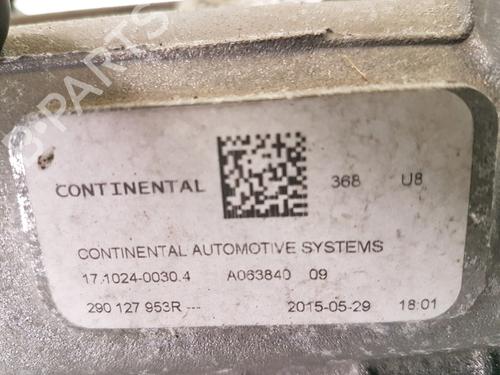 B-PARTS
CONTINENTAL 368 U8
CONTINENTAL AUTOMOTIVE SYSTEMS
17.1024-0030.4 A063840 09
290 127 953R --- 2015-05-29 18:01